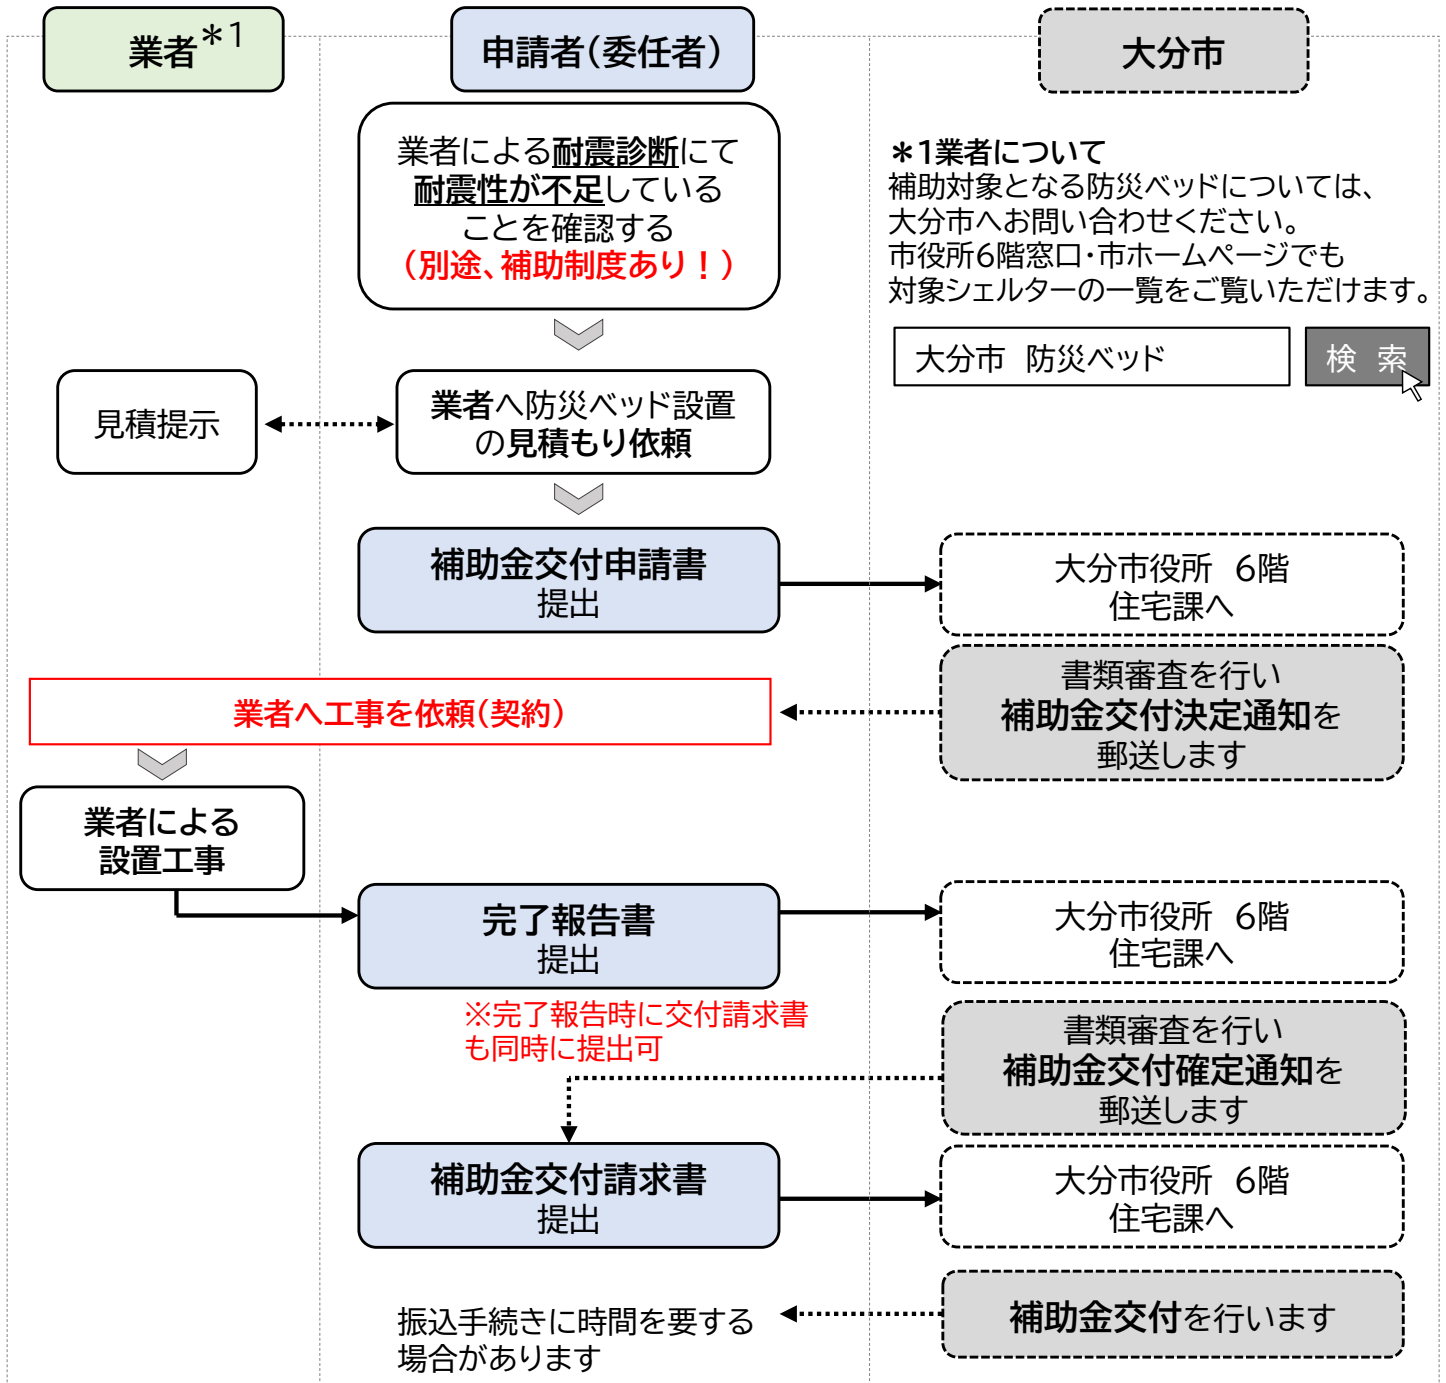 業者＊1
申請者(委任者)
大分市
業者による耐震診断にて
耐震性が不足している
ことを確認する
(別途、補助制度あり！)
＊1業者について
補助対象となる防災ベッドについては、
大分市へお問い合わせください。
市役所6階窓口・市ホームページでも
対象シェルターの一覧をご覧いただけます。
大分市 防災ベッド
検 索
見積提示
業者へ防災ベッド設置
の見積もり依頼
補助金交付申請書
提出
大分市役所 6階
住宅課へ
書類審査を行い
補助金交付決定通知を
郵送します
業者へ工事を依頼(契約)
業者による
設置工事
完了報告書
提出
大分市役所 6階
住宅課へ
※完了報告時に交付請求書
も同時に提出可
書類審査を行い
補助金交付確定通知を
郵送します
補助金交付請求書
提出
大分市役所 6階
住宅課へ
補助金交付を行います
振込手続きに時間を要する
場合があります